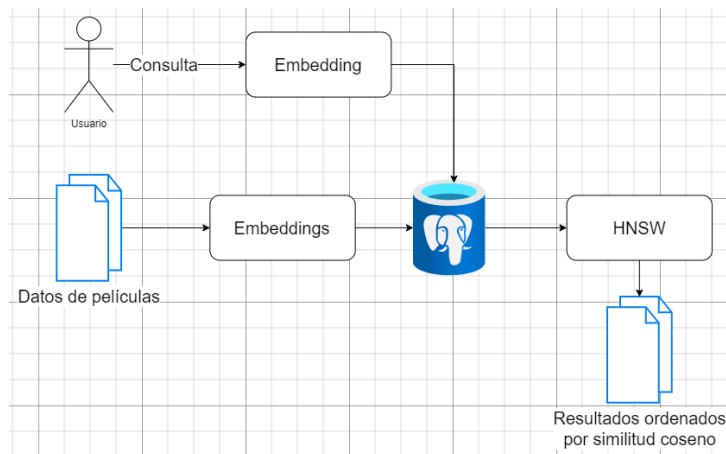 Consulta
Embedding
Usuario
Embeddings
HNSW
Datos de películas
Resultados ordenados
por similitud coseno